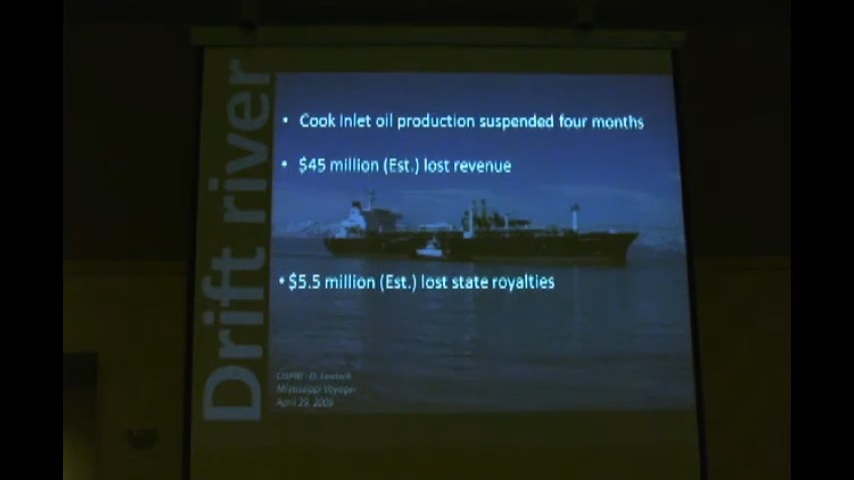 Drift river
• Cook Inlet oil production suspended four months
• $45 million (Est.) lost revenue
• $5.5 million (Est.) lost state royalties
Mississippi Voyager
April 29, 2009